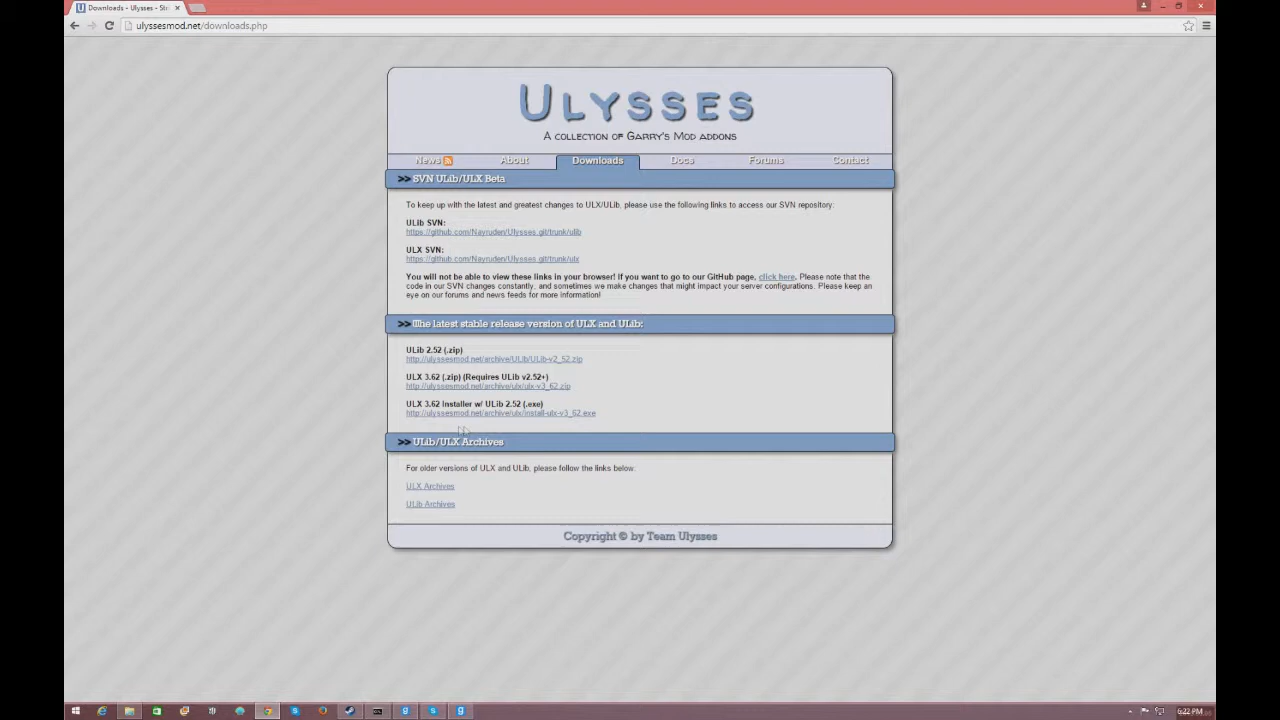 Downloads - Ulysses - Str
ulyssesmod.net/downloads.php
ULYSSES
A COLLECTION OF GARRY'S MOD ADDONS
News About Downloads Docs Forums Contact
>> SVN ULib/ULX Beta
To keep up with the latest and greatest changes to ULX/ULib, please use the following links to access our SVN repository:
ULib SVN:
https://github.com/Nayruden/Ulysses.git/trunk/ulib
ULX SVN:
https://github.com/Nayruden/Ulysses.git/trunk/ulx
You will not be able to view these links in your browser! If you want to go to our GitHub page, click here. Please note that the
code in our SVN changes constantly, and sometimes we make changes that might impact your server configurations. Please keep an
eye on our forums and news feeds for more information!
>> The latest stable release version of ULX and ULib:
ULib 2.52 (.zip)
http://ulyssesmod.net/archive/ULib/ULib-v2_52.zip
ULX 3.62 (.zip) (Requires ULib v2.52+)
http://ulyssesmod.net/archive/ulx/ulx-v3_62.zip
ULX 3.62 Installer w/ ULib 2.52 (.exe)
http://ulyssesmod.net/archive/ulx/install-ulx-v3_62.exe
>> ULib/ULX Archives
For older versions of ULX and ULib, please follow the links below:
ULX Archives
ULib Archives
Copyright © by Team Ulysses
6:22 PM